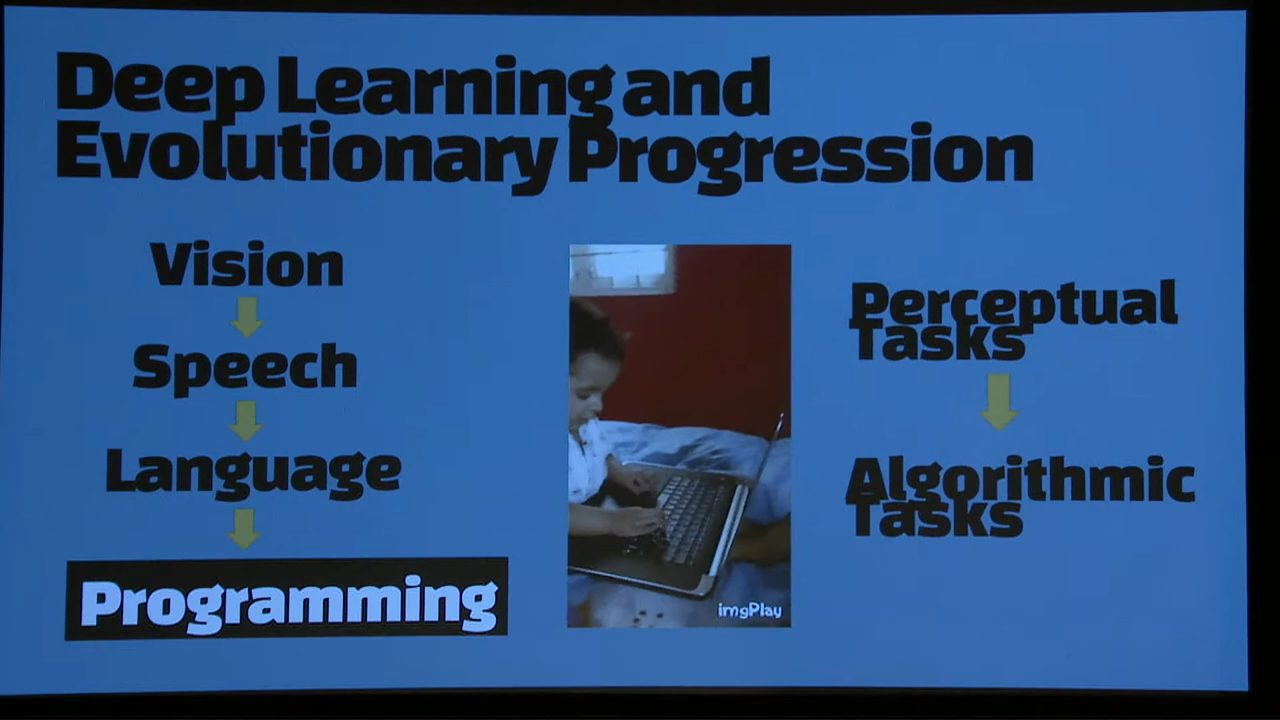 Deep Learning and
Evolutionary Progression
Vision
Speech
Language
Programming
imgPlay
Perceptual
Tasks
Algorithmic
Tasks